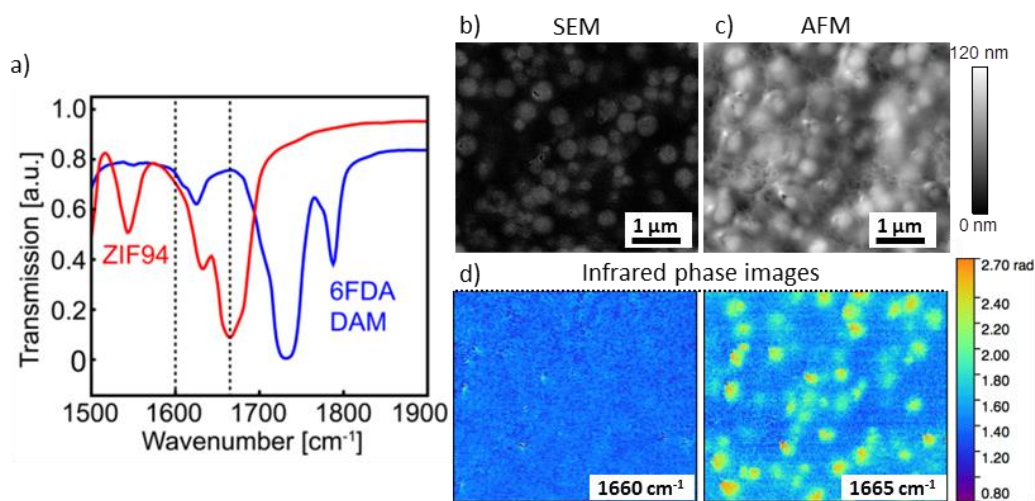 a)
Transmission [a.u.]
1.0
0.8
0.6
0.4
0.2
0
ZIF94
6FDA
DAM
1500 1600 1700 1800 1900
Wavenumber [cm⁻¹]
b) SEM
1 µm
c) AFM
1 µm
120 nm
0 nm
d) Infrared phase images
1660 cm⁻¹
1665 cm⁻¹
2.70 rad
2.40
2.20
2.00
1.80
1.60
1.40
1.20
1.00
0.80